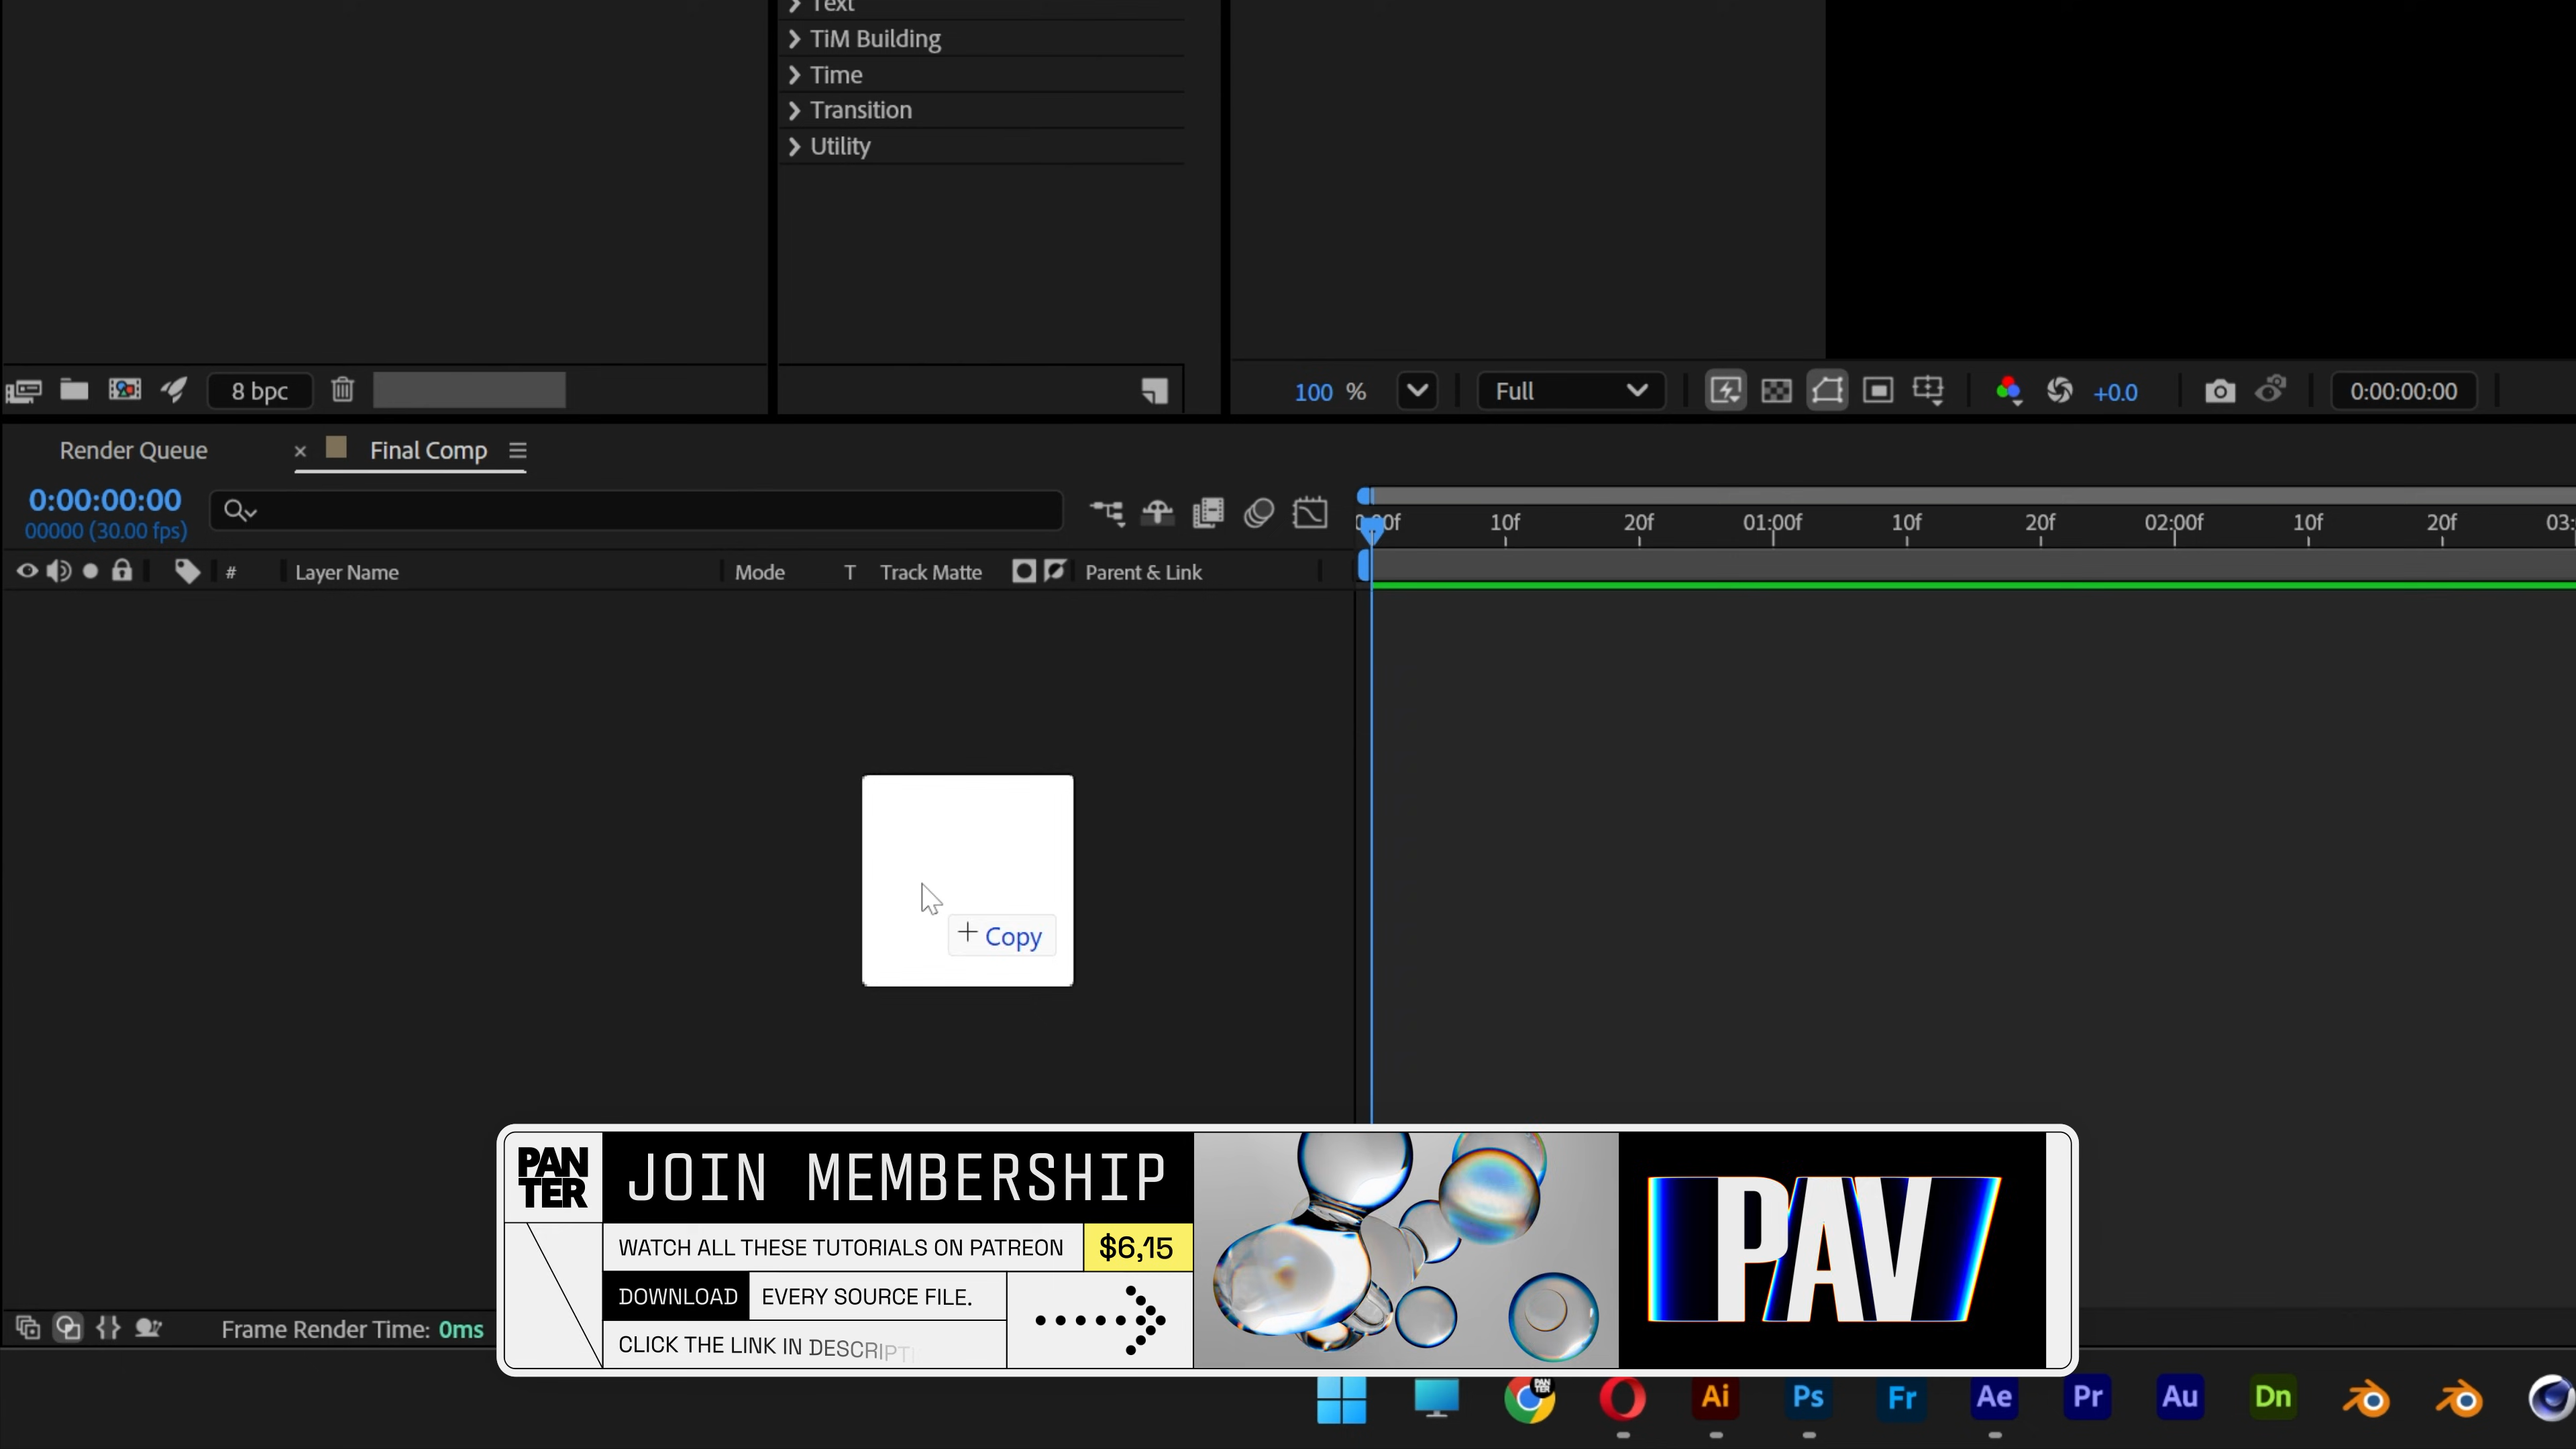 Text
TiM Building
Time
Transition
Utility
8 bpc
100 %
Full
+0.0
0:00:00:00
Render Queue
× Final Comp
0:00:00:00
00000 (30.00 fps)
10f 20f 01:00f 10f 20f 02:00f 10f 20f
# Layer Name Mode T Track Matte Parent & Link
+ Copy
PAN
TER
JOIN MEMBERSHIP
WATCH ALL THESE TUTORIALS ON PATREON $6,15
DOWNLOAD EVERY SOURCE FILE.
CLICK THE LINK IN DESCRIPT
PAV
Frame Render Time: 0ms
PAN
TER
Ai Ps Fr Ae Pr Au Dn